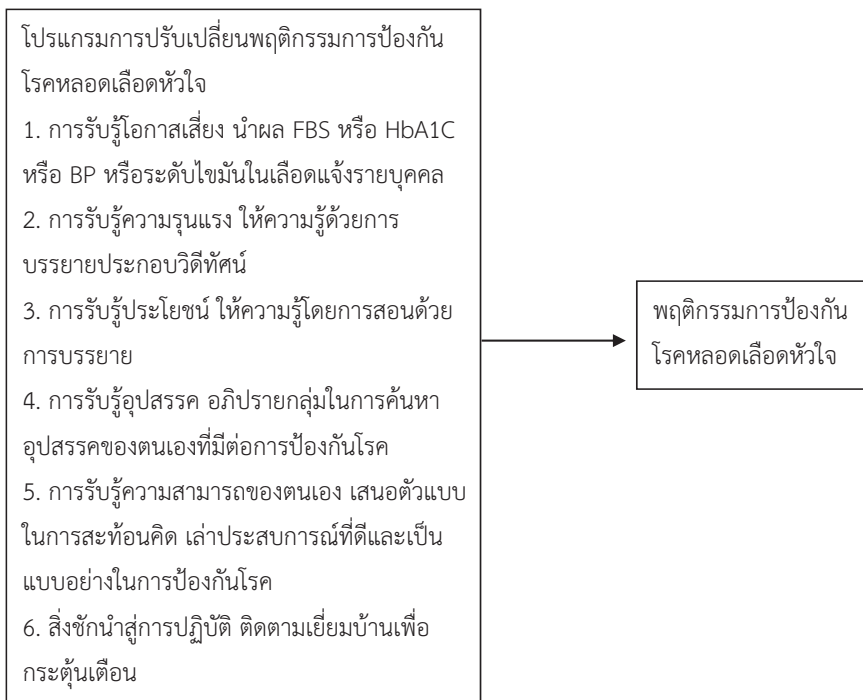 โปรแกรมการปรับเปลี่ยนพฤติกรรมการป้องกัน
โรคหลอดเลือดหัวใจ
1. การรับรู้โอกาสเสี่ยง นำผล FBS หรือ HbA1C
หรือ BP หรือระดับไขมันในเลือดแจ้งรายบุคคล
2. การรับรู้ความรุนแรง ให้ความรู้ด้วยการ
บรรยายประกอบวิดีทัศน์
3. การรับรู้ประโยชน์ ให้ความรู้โดยการสอนด้วย
การบรรยาย
4. การรับรู้อุปสรรค อภิปรายกลุ่มในการค้นหา
อุปสรรคของตนเองที่มีต่อการป้องกันโรค
5. การรับรู้ความสามารถของตนเอง เสนอตัวแบบ
ในการสะท้อนคิด เล่าประสบการณ์ที่ดีและเป็น
แบบอย่างในการป้องกันโรค
6. สิ่งชักนำสู่การปฏิบัติ ติดตามเยี่ยมบ้านเพื่อ
กระตุ้นเตือน
พฤติกรรมการป้องกัน
โรคหลอดเลือดหัวใจ